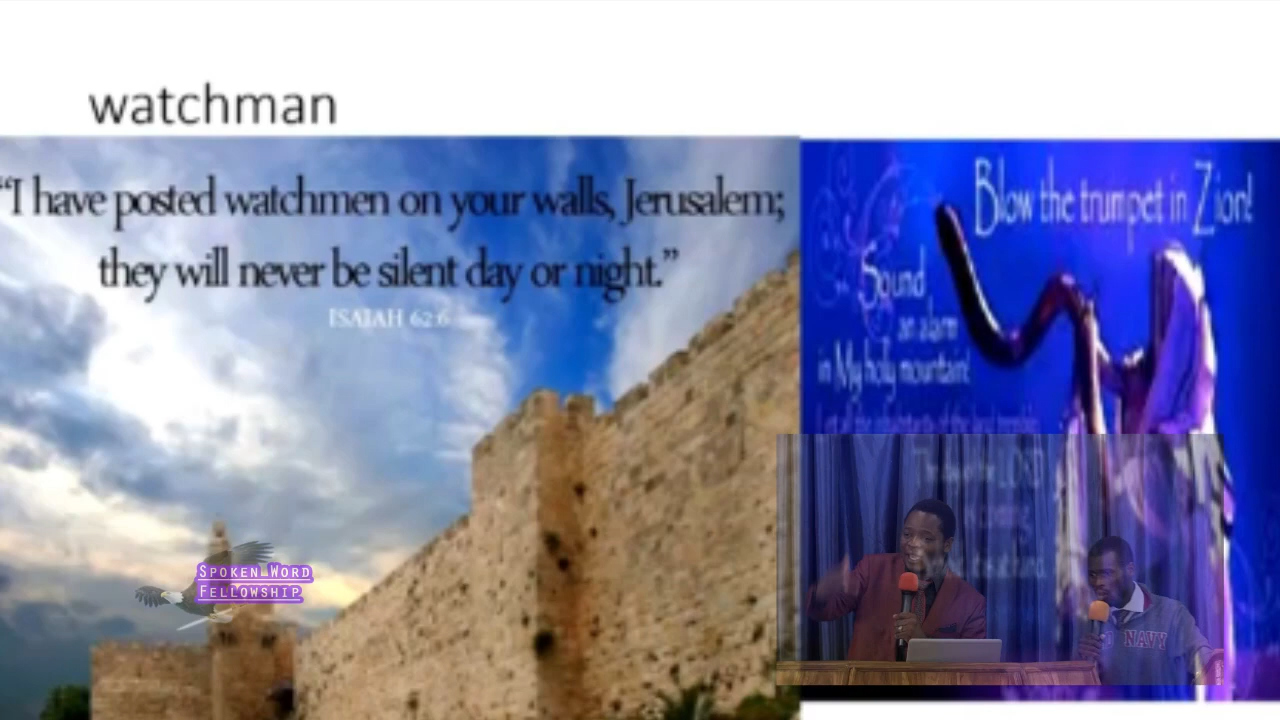 watchman
“I have posted watchmen on your walls, Jerusalem;
they will never be silent day or night.”
ISAIAH 62:6
Blow the trumpet in Zion!
Sound
an alarm
in My holy mountain!
SPOKEN WORD
FELLOWSHIP
NAVY